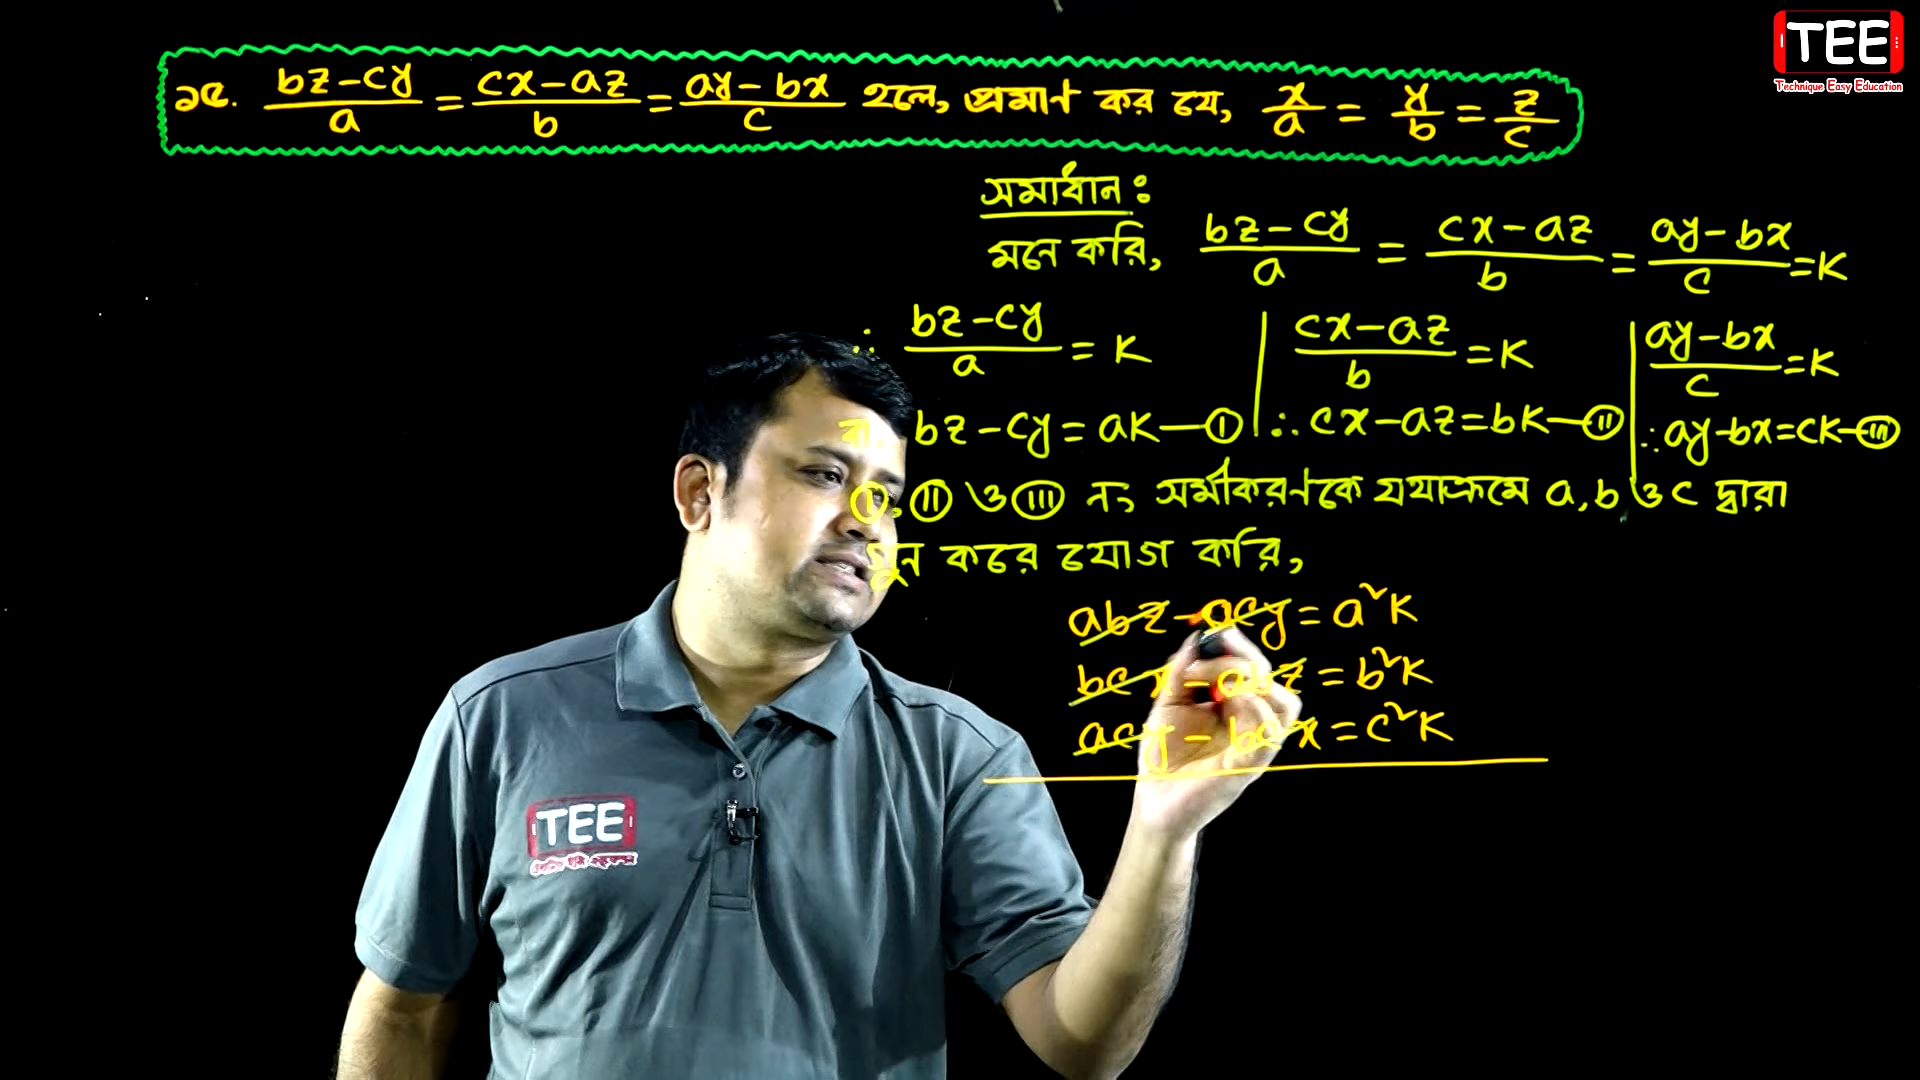 TEE
Technique Easy Education
১৫. bz-cy/a = cx-az/b = ay-bx/c হলে, প্রমাণ কর যে, x/a = y/b = z/c
সমাধান:
মনে করি, bz-cy/a = cx-az/b = ay-bx/c = K
∴ bz-cy/a = K | cx-az/b = K | ay-bx/c = K
বা, bz-cy = aK—(i) | ∴ cx-az = bK—(ii) | ∴ ay-bx = cK—(iii)
(i), (ii) ও (iii) নং সমীকরণকে যথাক্রমে a, b ও c দ্বারা
গুন করে যোগ করি,
abz - acy = a²K
bcx - abz = b²K
acy - bcx = c²K
TEE